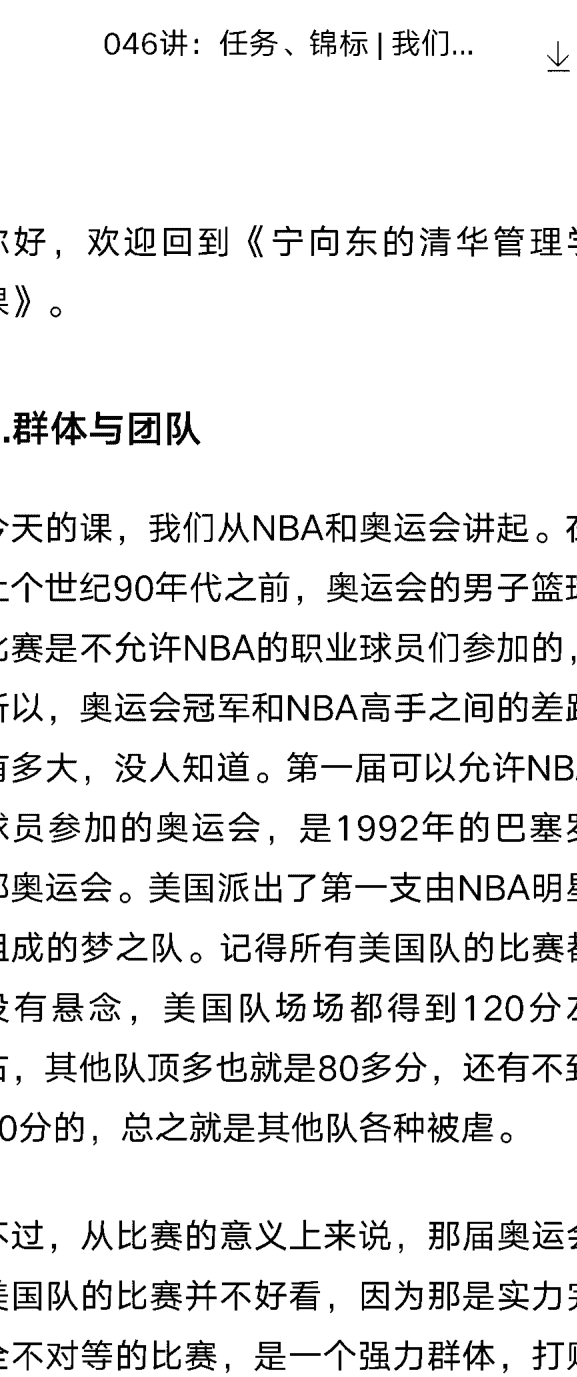 046讲：任务、锦标 | 我们...
好，欢迎回到《宁向东的清华管理学
》。
.群体与团队
天的课，我们从NBA和奥运会讲起。在
个世纪90年代之前，奥运会的男子篮球
赛是不允许NBA的职业球员们参加的，
以，奥运会冠军和NBA高手之间的差距
多大，没人知道。第一届可以允许NBA
球员参加的奥运会，是1992年的巴塞罗
那奥运会。美国派出了第一支由NBA明星
组成的梦之队。记得所有美国队的比赛都
没有悬念，美国队场场都得到120分左
右，其他队顶多也就是80多分，还有不到
0分的，总之就是其他队各种被虐。
不过，从比赛的意义上来说，那届奥运会
美国队的比赛并不好看，因为那是实力完
全不对等的比赛，是一个强力群体，打败